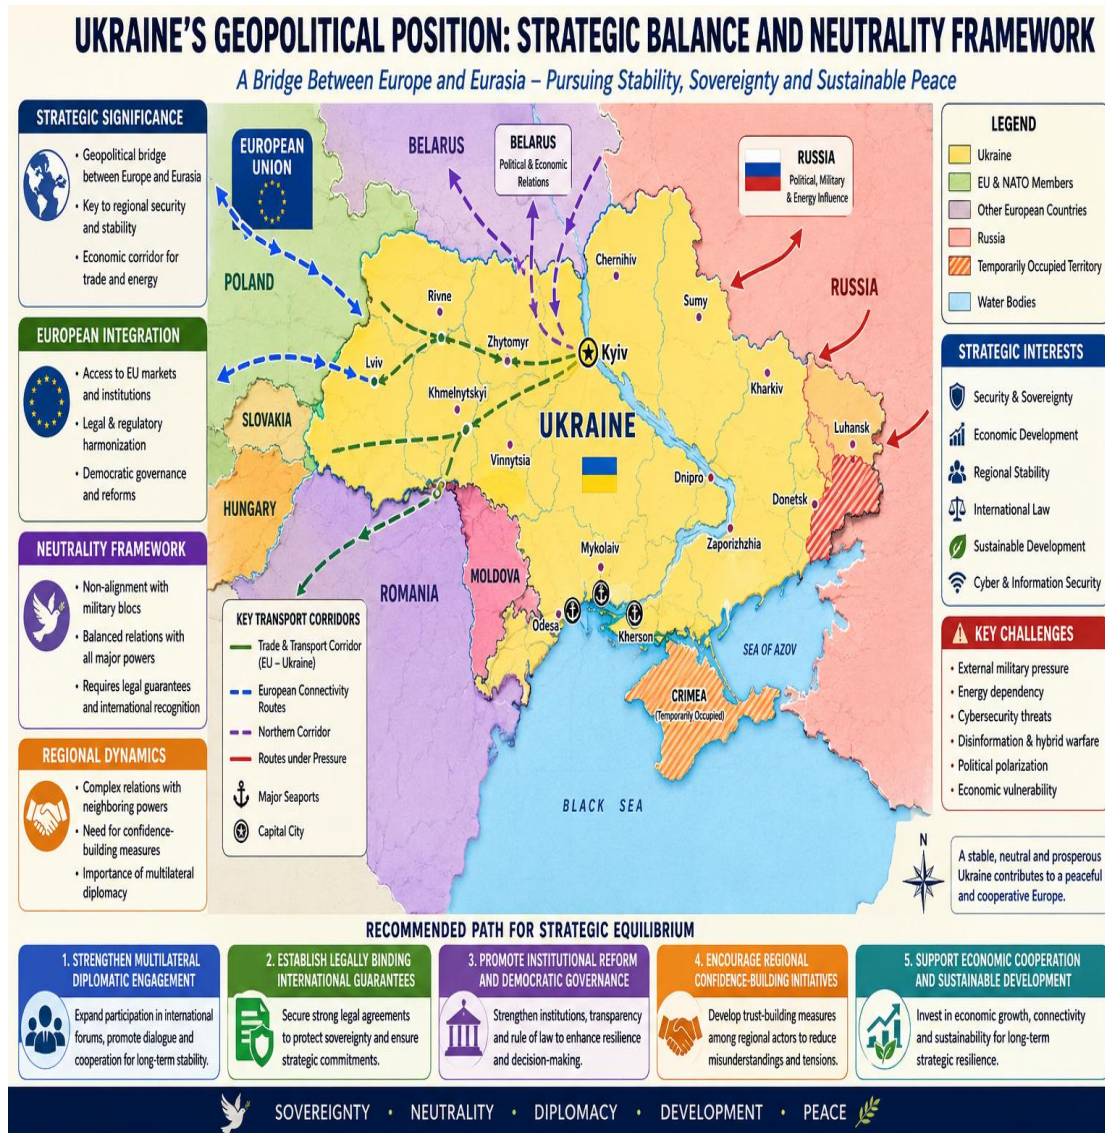 UKRAINE'S GEOPOLITICAL POSITION: STRATEGIC BALANCE AND NEUTRALITY FRAMEWORK
A Bridge Between Europe and Eurasia – Pursuing Stability, Sovereignty and Sustainable Peace
STRATEGIC SIGNIFICANCE
• Geopolitical bridge
between Europe and Eurasia
• Key to regional security
and stability
• Economic corridor for
trade and energy
EUROPEAN INTEGRATION
• Access to EU markets
and institutions
• Legal & regulatory
harmonization
• Democratic governance
and reforms
NEUTRALITY FRAMEWORK
• Non-alignment with
military blocs
• Balanced relations with
all major powers
• Requires legal guarantees
and international recognition
REGIONAL DYNAMICS
• Complex relations with
neighboring powers
• Need for confidence-
building measures
• Importance of multilateral
diplomacy
EUROPEAN
UNION
BELARUS
BELARUS
Political & Economic
Relations
RUSSIA
Political, Military
& Energy Influence
RUSSIA
POLAND
SLOVAKIA
HUNGARY
ROMANIA
MOLDOVA
UKRAINE
Chernihiv
Sumy
Rivne
Zhytomyr
Kyiv
Lviv
Khmelnytskyi
Kharkiv
Vinnytsia
Luhansk
Dnipro
Donetsk
Zaporizhzhia
Mykolaiv
Odesa
Kherson
SEA OF AZOV
CRIMEA
(Temporarily Occupied)
BLACK SEA
KEY TRANSPORT CORRIDORS
Trade & Transport Corridor
(EU – Ukraine)
European Connectivity
Routes
Northern Corridor
Routes under Pressure
Major Seaports
Capital City
LEGEND
Ukraine
EU & NATO Members
Other European Countries
Russia
Temporarily Occupied Territory
Water Bodies
STRATEGIC INTERESTS
Security & Sovereignty
Economic Development
Regional Stability
International Law
Sustainable Development
Cyber & Information Security
KEY CHALLENGES
• External military pressure
• Energy dependency
• Cybersecurity threats
• Disinformation & hybrid warfare
• Political polarization
• Economic vulnerability
N
A stable, neutral and prosperous
Ukraine contributes to a peaceful
and cooperative Europe.
RECOMMENDED PATH FOR STRATEGIC EQUILIBRIUM
1. STRENGTHEN MULTILATERAL
DIPLOMATIC ENGAGEMENT
Expand participation in international
forums, promote dialogue and
cooperation for long-term stability.
2. ESTABLISH LEGALLY BINDING
INTERNATIONAL GUARANTEES
Secure strong legal agreements
to protect sovereignty and ensure
strategic commitments.
3. PROMOTE INSTITUTIONAL REFORM
AND DEMOCRATIC GOVERNANCE
Strengthen institutions, transparency
and rule of law to enhance resilience
and decision-making.
4. ENCOURAGE REGIONAL
CONFIDENCE-BUILDING INITIATIVES
Develop trust-building measures
among regional actors to reduce
misunderstandings and tensions.
5. SUPPORT ECONOMIC COOPERATION
AND SUSTAINABLE DEVELOPMENT
Invest in economic growth, connectivity
and sustainability for long-term
strategic resilience.
SOVEREIGNTY • NEUTRALITY • DIPLOMACY • DEVELOPMENT • PEACE